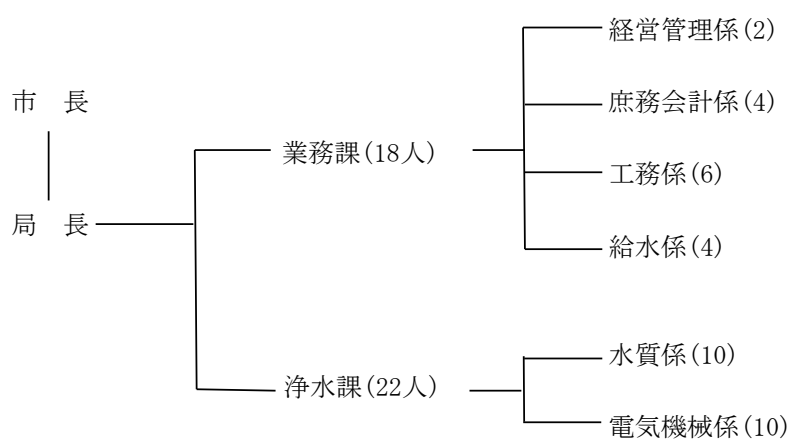 市　長
局　長
業務課(18人)
経営管理係(2)
庶務会計係(4)
工務係(6)
給水係(4)
浄水課(22人)
水質係(10)
電気機械係(10)